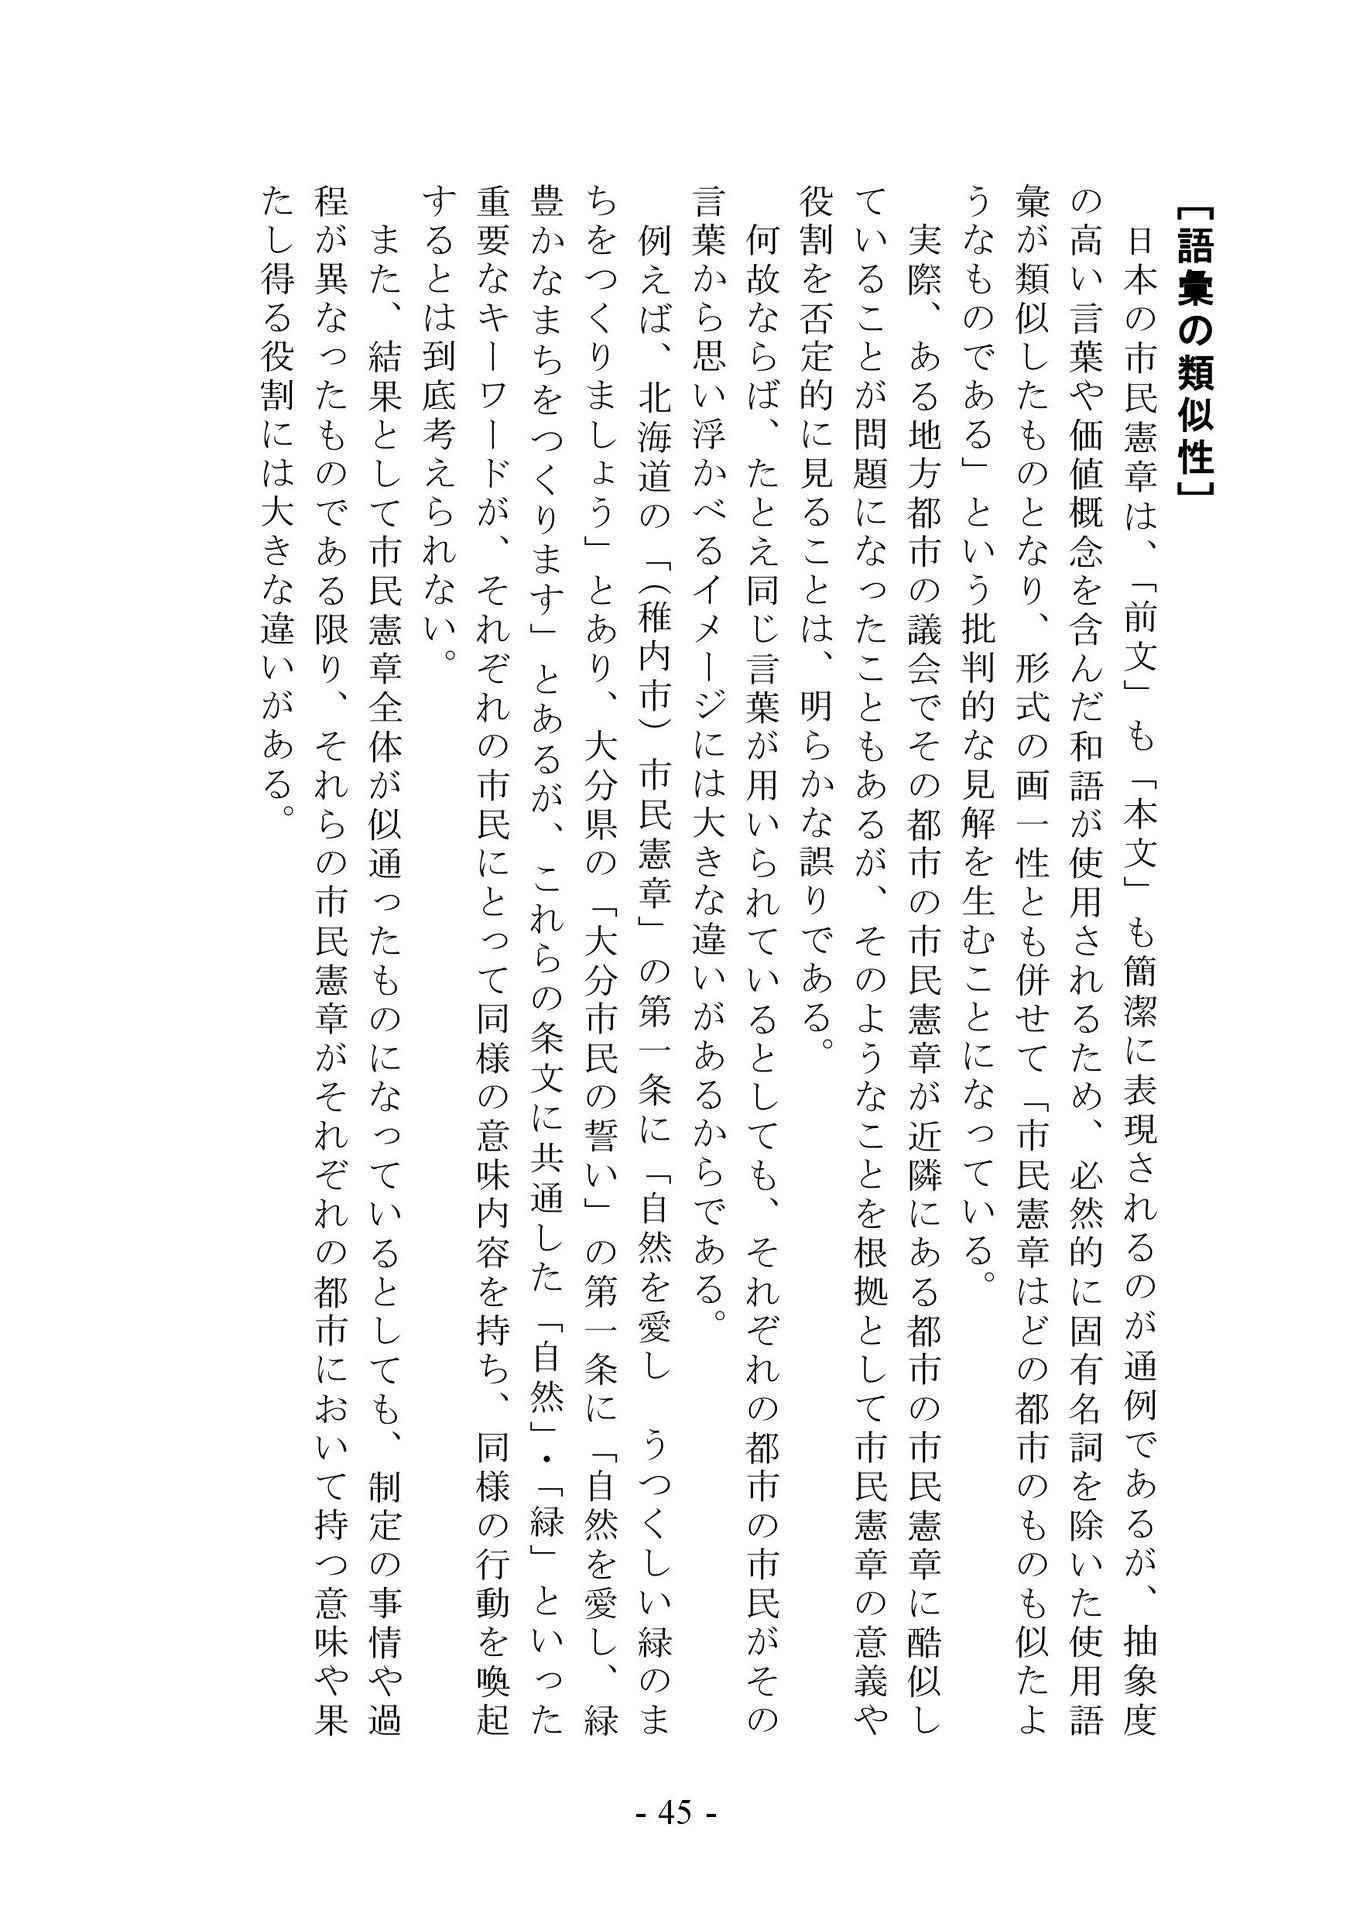 ［語彙の類似性］
　日本の市民憲章は、「前文」も「本文」も簡潔に表現されるのが通例であるが、抽象度
の高い言葉や価値概念を含んだ和語が使用されるため、必然的に固有名詞を除いた使用語
彙が類似したものとなり、形式の画一性とも併せて「市民憲章はどの都市のものも似たよ
うなものである」という批判的な見解を生むことになっている。
　実際、ある地方都市の議会でその都市の市民憲章が近隣にある都市の市民憲章に酷似し
ていることが問題になったこともあるが、そのようなことを根拠として市民憲章の意義や
役割を否定的に見ることは、明らかな誤りである。
　何故ならば、たとえ同じ言葉が用いられているとしても、それぞれの都市の市民がその
言葉から思い浮かべるイメージには大きな違いがあるからである。
　例えば、北海道の「（稚内市）市民憲章」の第一条に「自然を愛し　うつくしい緑のま
ちをつくりましょう」とあり、大分県の「大分市民の誓い」の第一条に「自然を愛し、緑
豊かなまちをつくります」とあるが、これらの条文に共通した「自然」・「緑」といった
重要なキーワードが、それぞれの市民にとって同様の意味内容を持ち、同様の行動を喚起
するとは到底考えられない。
　また、結果として市民憲章全体が似通ったものになっているとしても、制定の事情や過
程が異なったものである限り、それらの市民憲章がそれぞれの都市において持つ意味や果
たし得る役割には大きな違いがある。
- 45 -